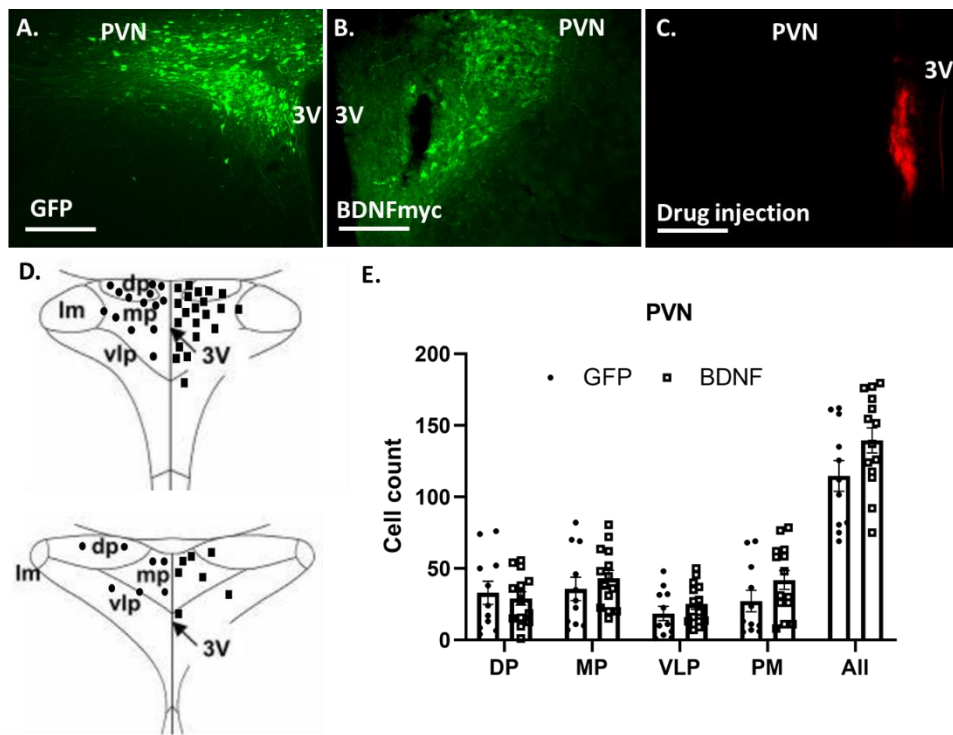 A.
PVN
3V
GFP
B.
PVN
3V
BDNFmyc
C.
PVN
3V
Drug injection
D.
dp
lm
mp
vlp
3V
dp
lm
mp
vlp
3V
E.
PVN
GFP BDNF
Cell count
200
150
100
50
0
DP MP VLP PM All